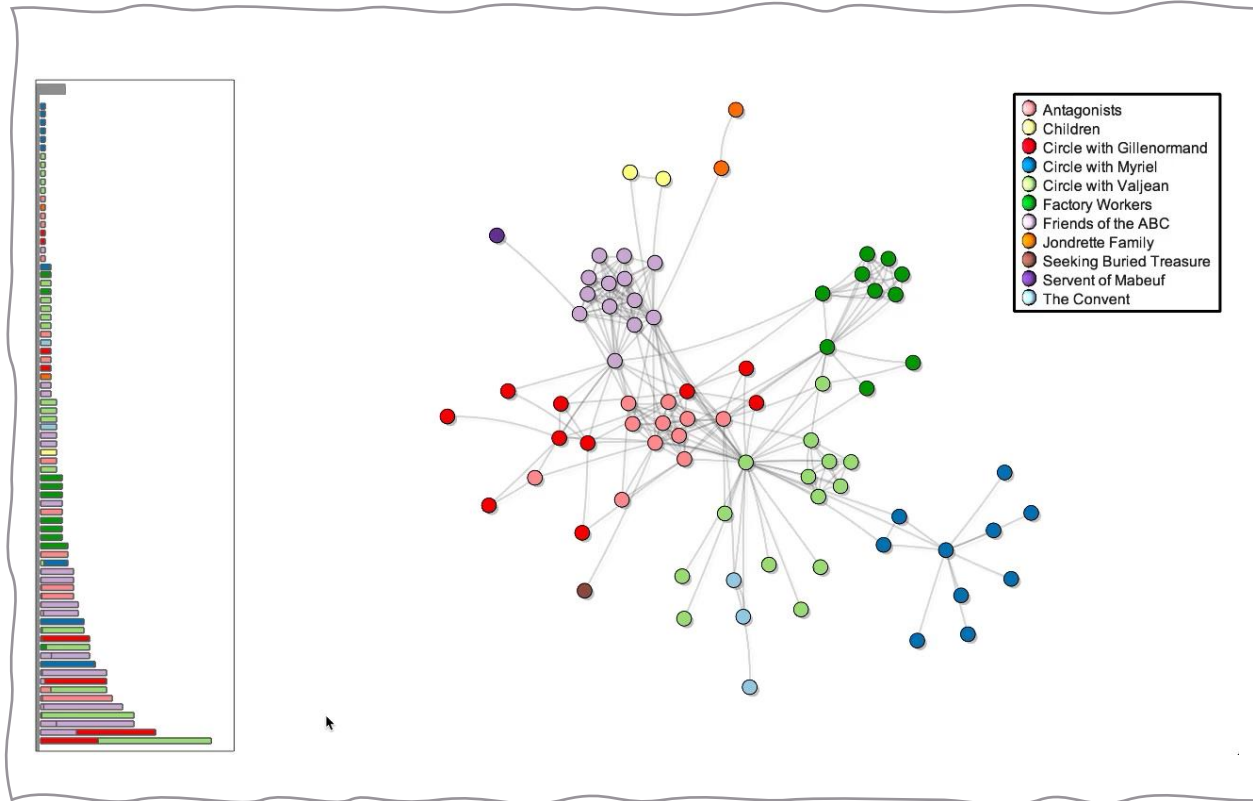 Antagonists
Children
Circle with Gillenormand
Circle with Myriel
Circle with Valjean
Factory Workers
Friends of the ABC
Jondrette Family
Seeking Buried Treasure
Servent of Mabeuf
The Convent